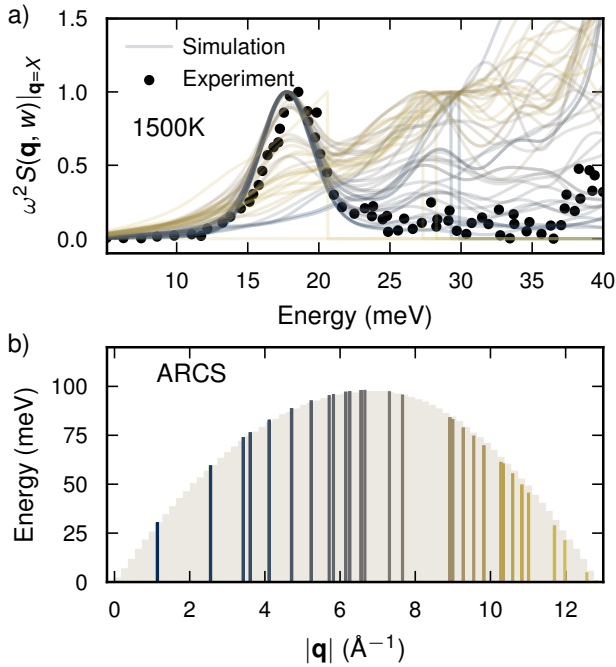 a)
1.5
1.0
0.5
0.0
ω²S(q, w)|q=X
Simulation
Experiment
1500K
10 15 20 25 30 35 40
Energy (meV)
b)
ARCS
100
75
50
25
0
Energy (meV)
0 2 4 6 8 10 12
|q| (Å⁻¹)